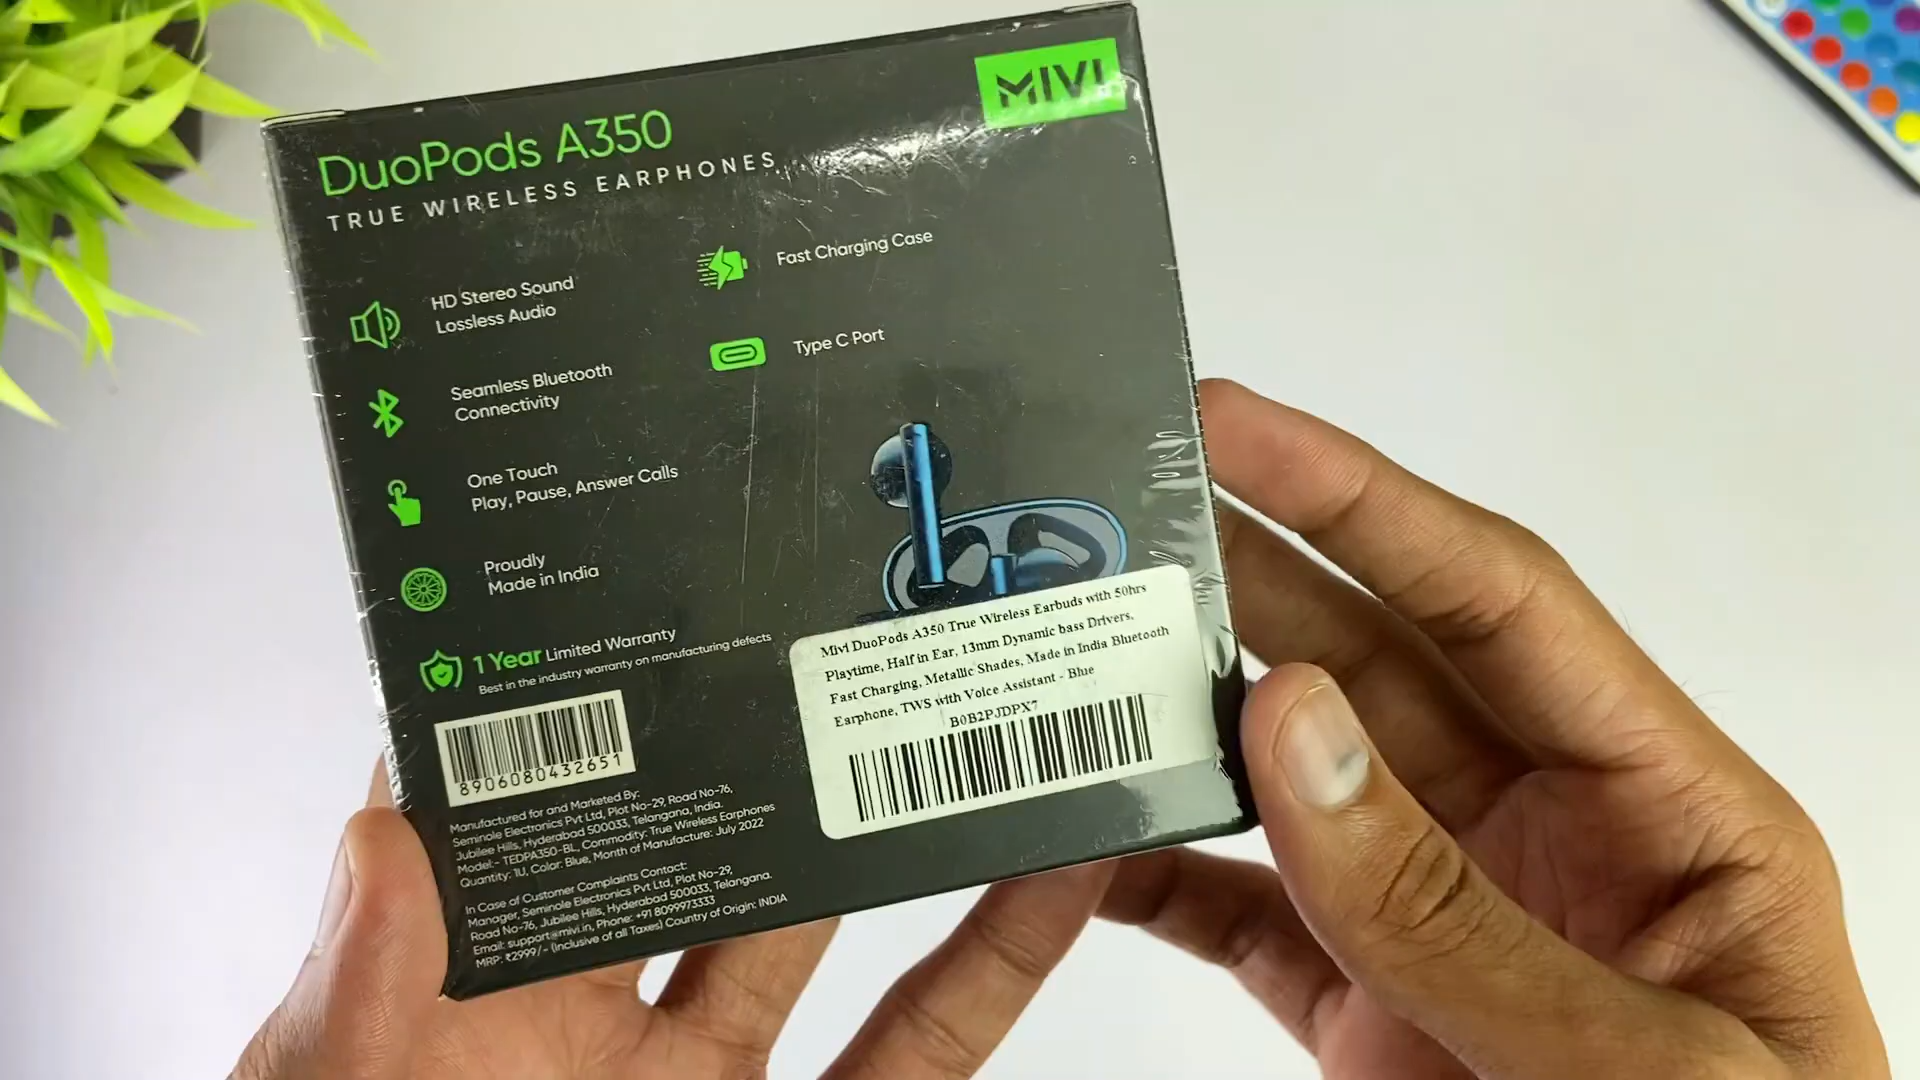 MIVI
DuoPods A350
TRUE WIRELESS EARPHONES
HD Stereo Sound
Lossless Audio
Seamless Bluetooth
Connectivity
One Touch
Play, Pause, Answer Calls
Proudly
Made in India
Fast Charging Case
Type C Port
1 Year Limited Warranty
Best in the industry warranty on manufacturing defects
8906080432651
Manufactured for and Marketed By:
Seminole Electronics Pvt Ltd, Plot No-29, Road No-76,
Jubilee Hills, Hyderabad 500033, Telangana, India.
Model:- TEDPA350-BL, Commodity: True Wireless Earphones
Quantity: 1U, Color: Blue, Month of Manufacture: July 2022
In Case of Customer Complaints Contact:
Manager, Seminole Electronics Pvt Ltd, Plot No-29,
Road No-76, Jubilee Hills, Hyderabad 500033, Telangana.
Email: support@mivi.in, Phone: +91 8099973333
MRP: ₹2999/- (Inclusive of all Taxes) Country of Origin: INDIA
Mivi DuoPods A350 True Wireless Earbuds with 50hrs
Playtime, Half in Ear, 13mm Dynamic bass Drivers,
Fast Charging, Metallic Shades, Made in India Bluetooth
Earphone, TWS with Voice Assistant - Blue
B0B2PJDPX7